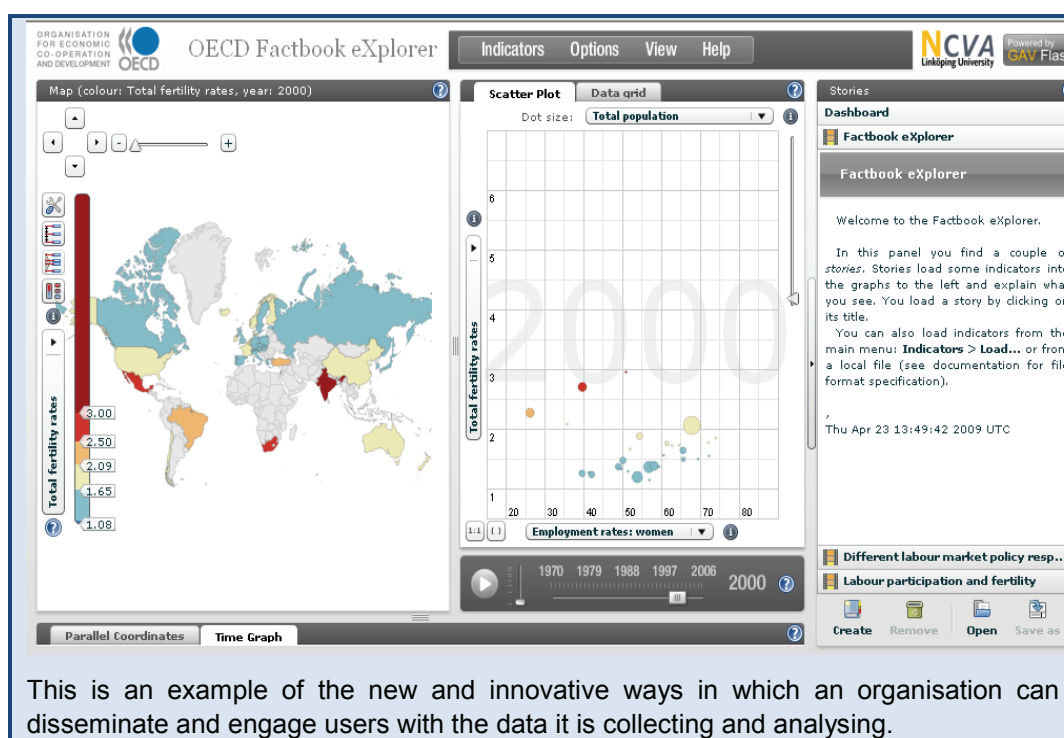 ORGANISATION
FOR ECONOMIC
CO-OPERATION
AND DEVELOPMENT
OECD
OECD Factbook eXplorer
Indicators Options View Help
NCVA
Linköping University
Powered by
GAV Flas
Map (colour: Total fertility rates, year: 2000)
3.00
2.50
2.09
1.65
1.08
Total fertility rates
Scatter Plot Data grid
Dot size: Total population
2000
6
5
4
3
2
1
Total fertility rates
20 30 40 50 60 70 80
1:1 [ ] Employment rates: women
1970 1979 1988 1997 2006
2000
Parallel Coordinates Time Graph
Stories
Dashboard
Factbook eXplorer
Factbook eXplorer
Welcome to the Factbook eXplorer.
In this panel you find a couple o
stories. Stories load some indicators into
the graphs to the left and explain wha
you see. You load a story by clicking on
its title.
You can also load indicators from the
main menu: Indicators > Load... or from
a local file (see documentation for file
format specification).
,
Thu Apr 23 13:49:42 2009 UTC
Different labour market policy resp...
Labour participation and fertility
Create Remove Open Save as
This is an example of the new and innovative ways in which an organisation can
disseminate and engage users with the data it is collecting and analysing.